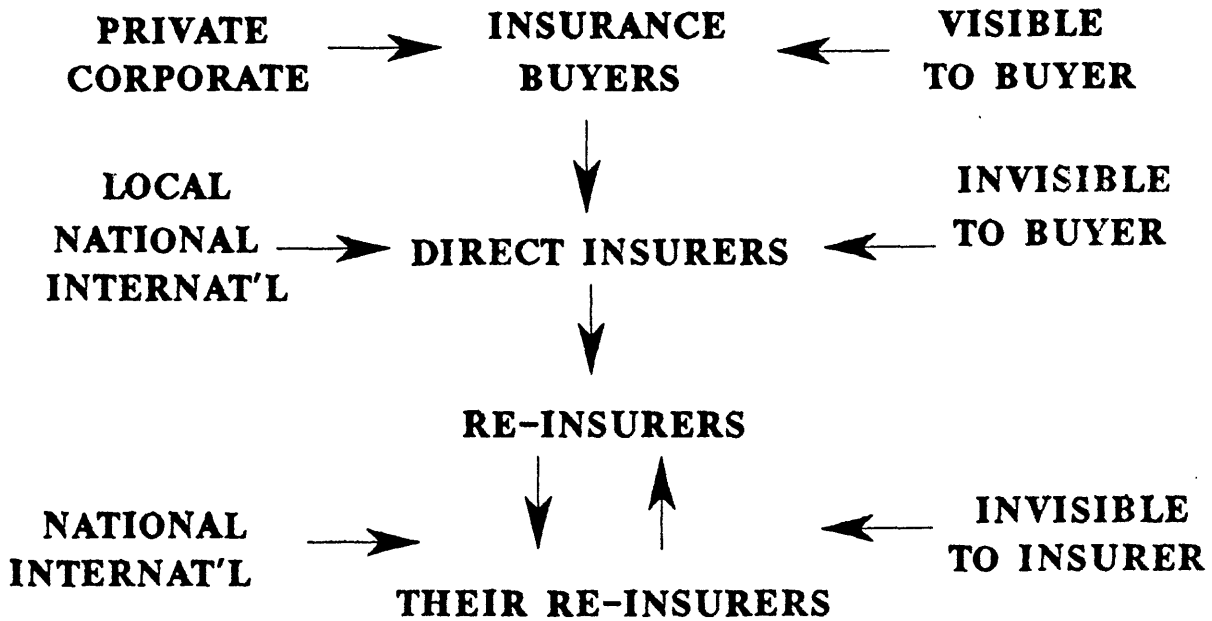 PRIVATE
CORPORATE
INSURANCE
BUYERS
VISIBLE
TO BUYER
LOCAL
NATIONAL
INTERNAT'L
DIRECT INSURERS
INVISIBLE
TO BUYER
RE-INSURERS
NATIONAL
INTERNAT'L
INVISIBLE
TO INSURER
THEIR RE-INSURERS